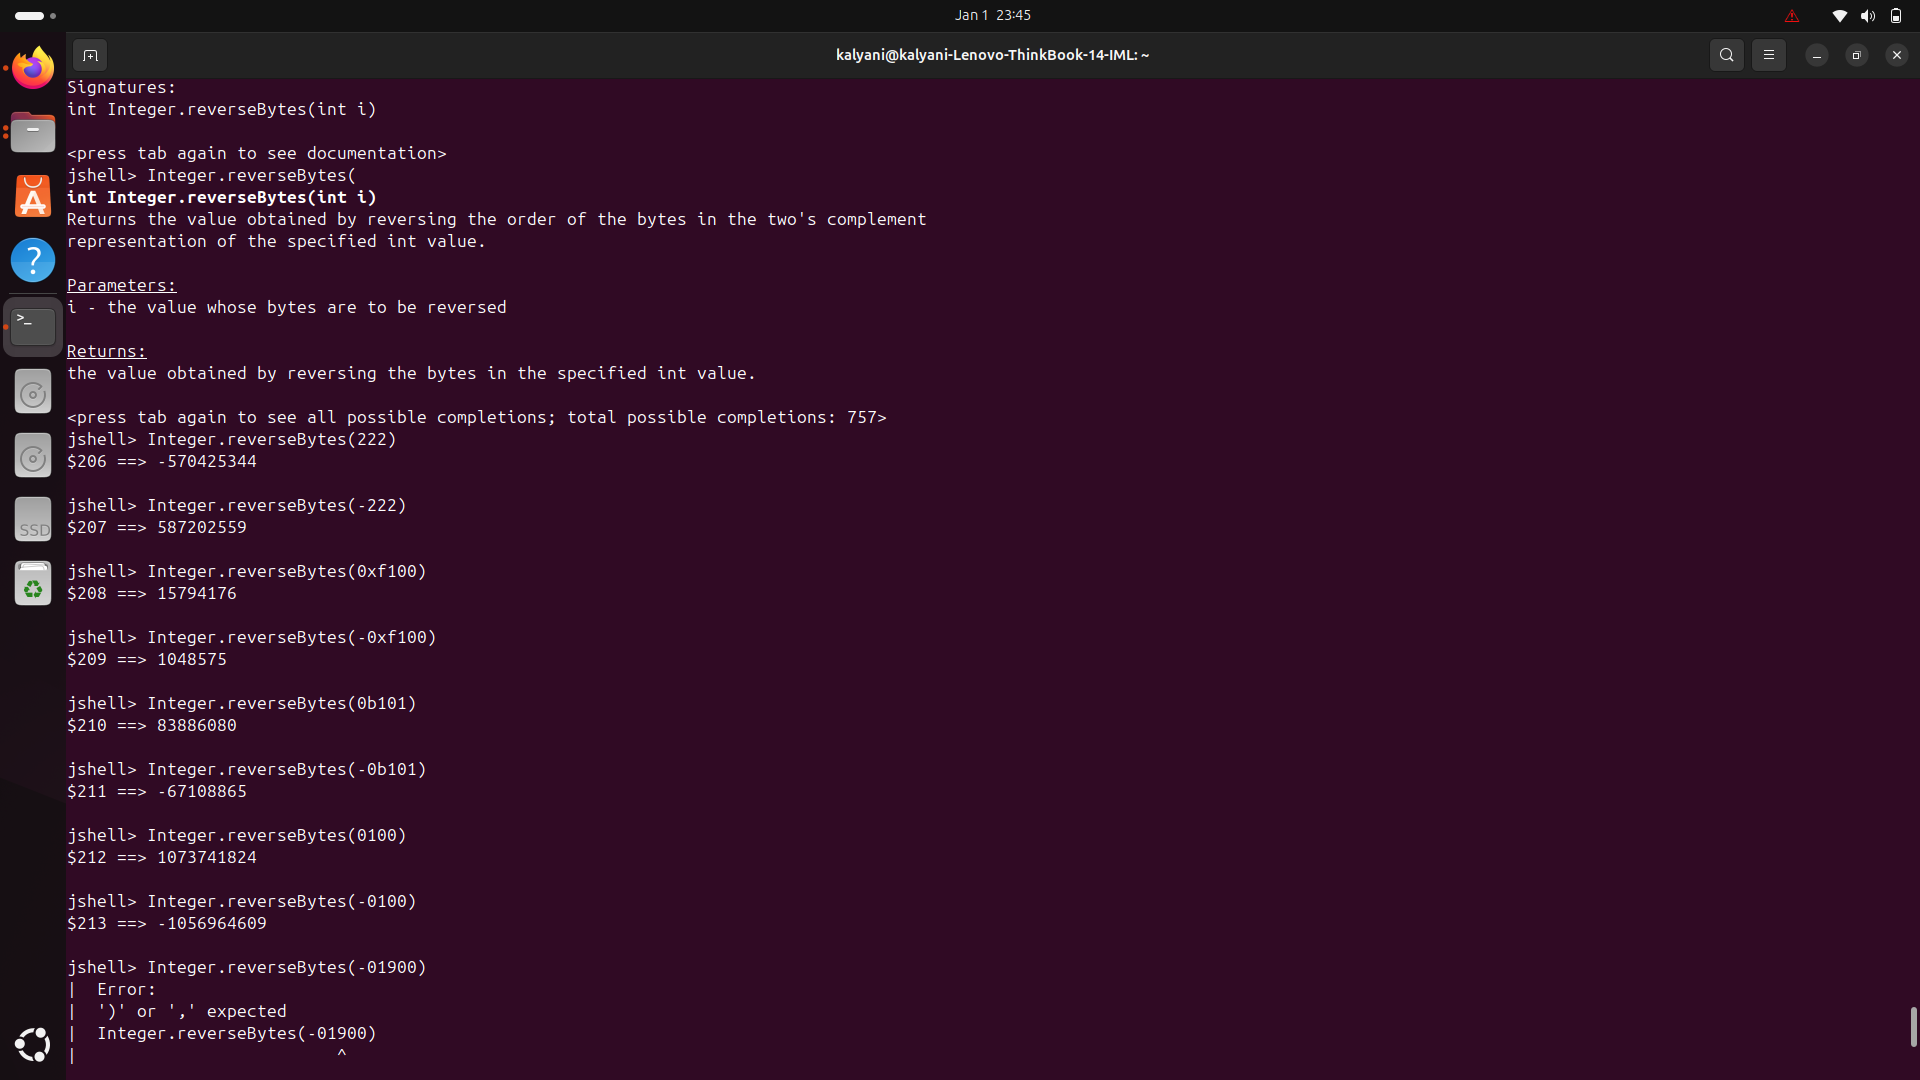 Jan 1 23:45
kalyani@kalyani-Lenovo-ThinkBook-14-IML: ~
Signatures:
int Integer.reverseBytes(int i)
<press tab again to see documentation>
jshell> Integer.reverseBytes(
int Integer.reverseBytes(int i)
Returns the value obtained by reversing the order of the bytes in the two's complement
representation of the specified int value.
Parameters:
i - the value whose bytes are to be reversed
Returns:
the value obtained by reversing the bytes in the specified int value.
<press tab again to see all possible completions; total possible completions: 757>
jshell> Integer.reverseBytes(222)
$206 ==> -570425344
jshell> Integer.reverseBytes(-222)
$207 ==> 587202559
jshell> Integer.reverseBytes(0xf100)
$208 ==> 15794176
jshell> Integer.reverseBytes(-0xf100)
$209 ==> 1048575
jshell> Integer.reverseBytes(0b101)
$210 ==> 83886080
jshell> Integer.reverseBytes(-0b101)
$211 ==> -67108865
jshell> Integer.reverseBytes(0100)
$212 ==> 1073741824
jshell> Integer.reverseBytes(-0100)
$213 ==> -1056964609
jshell> Integer.reverseBytes(-01900)
|  Error:
|  ')' or ',' expected
|  Integer.reverseBytes(-01900)
|                          ^
SSD